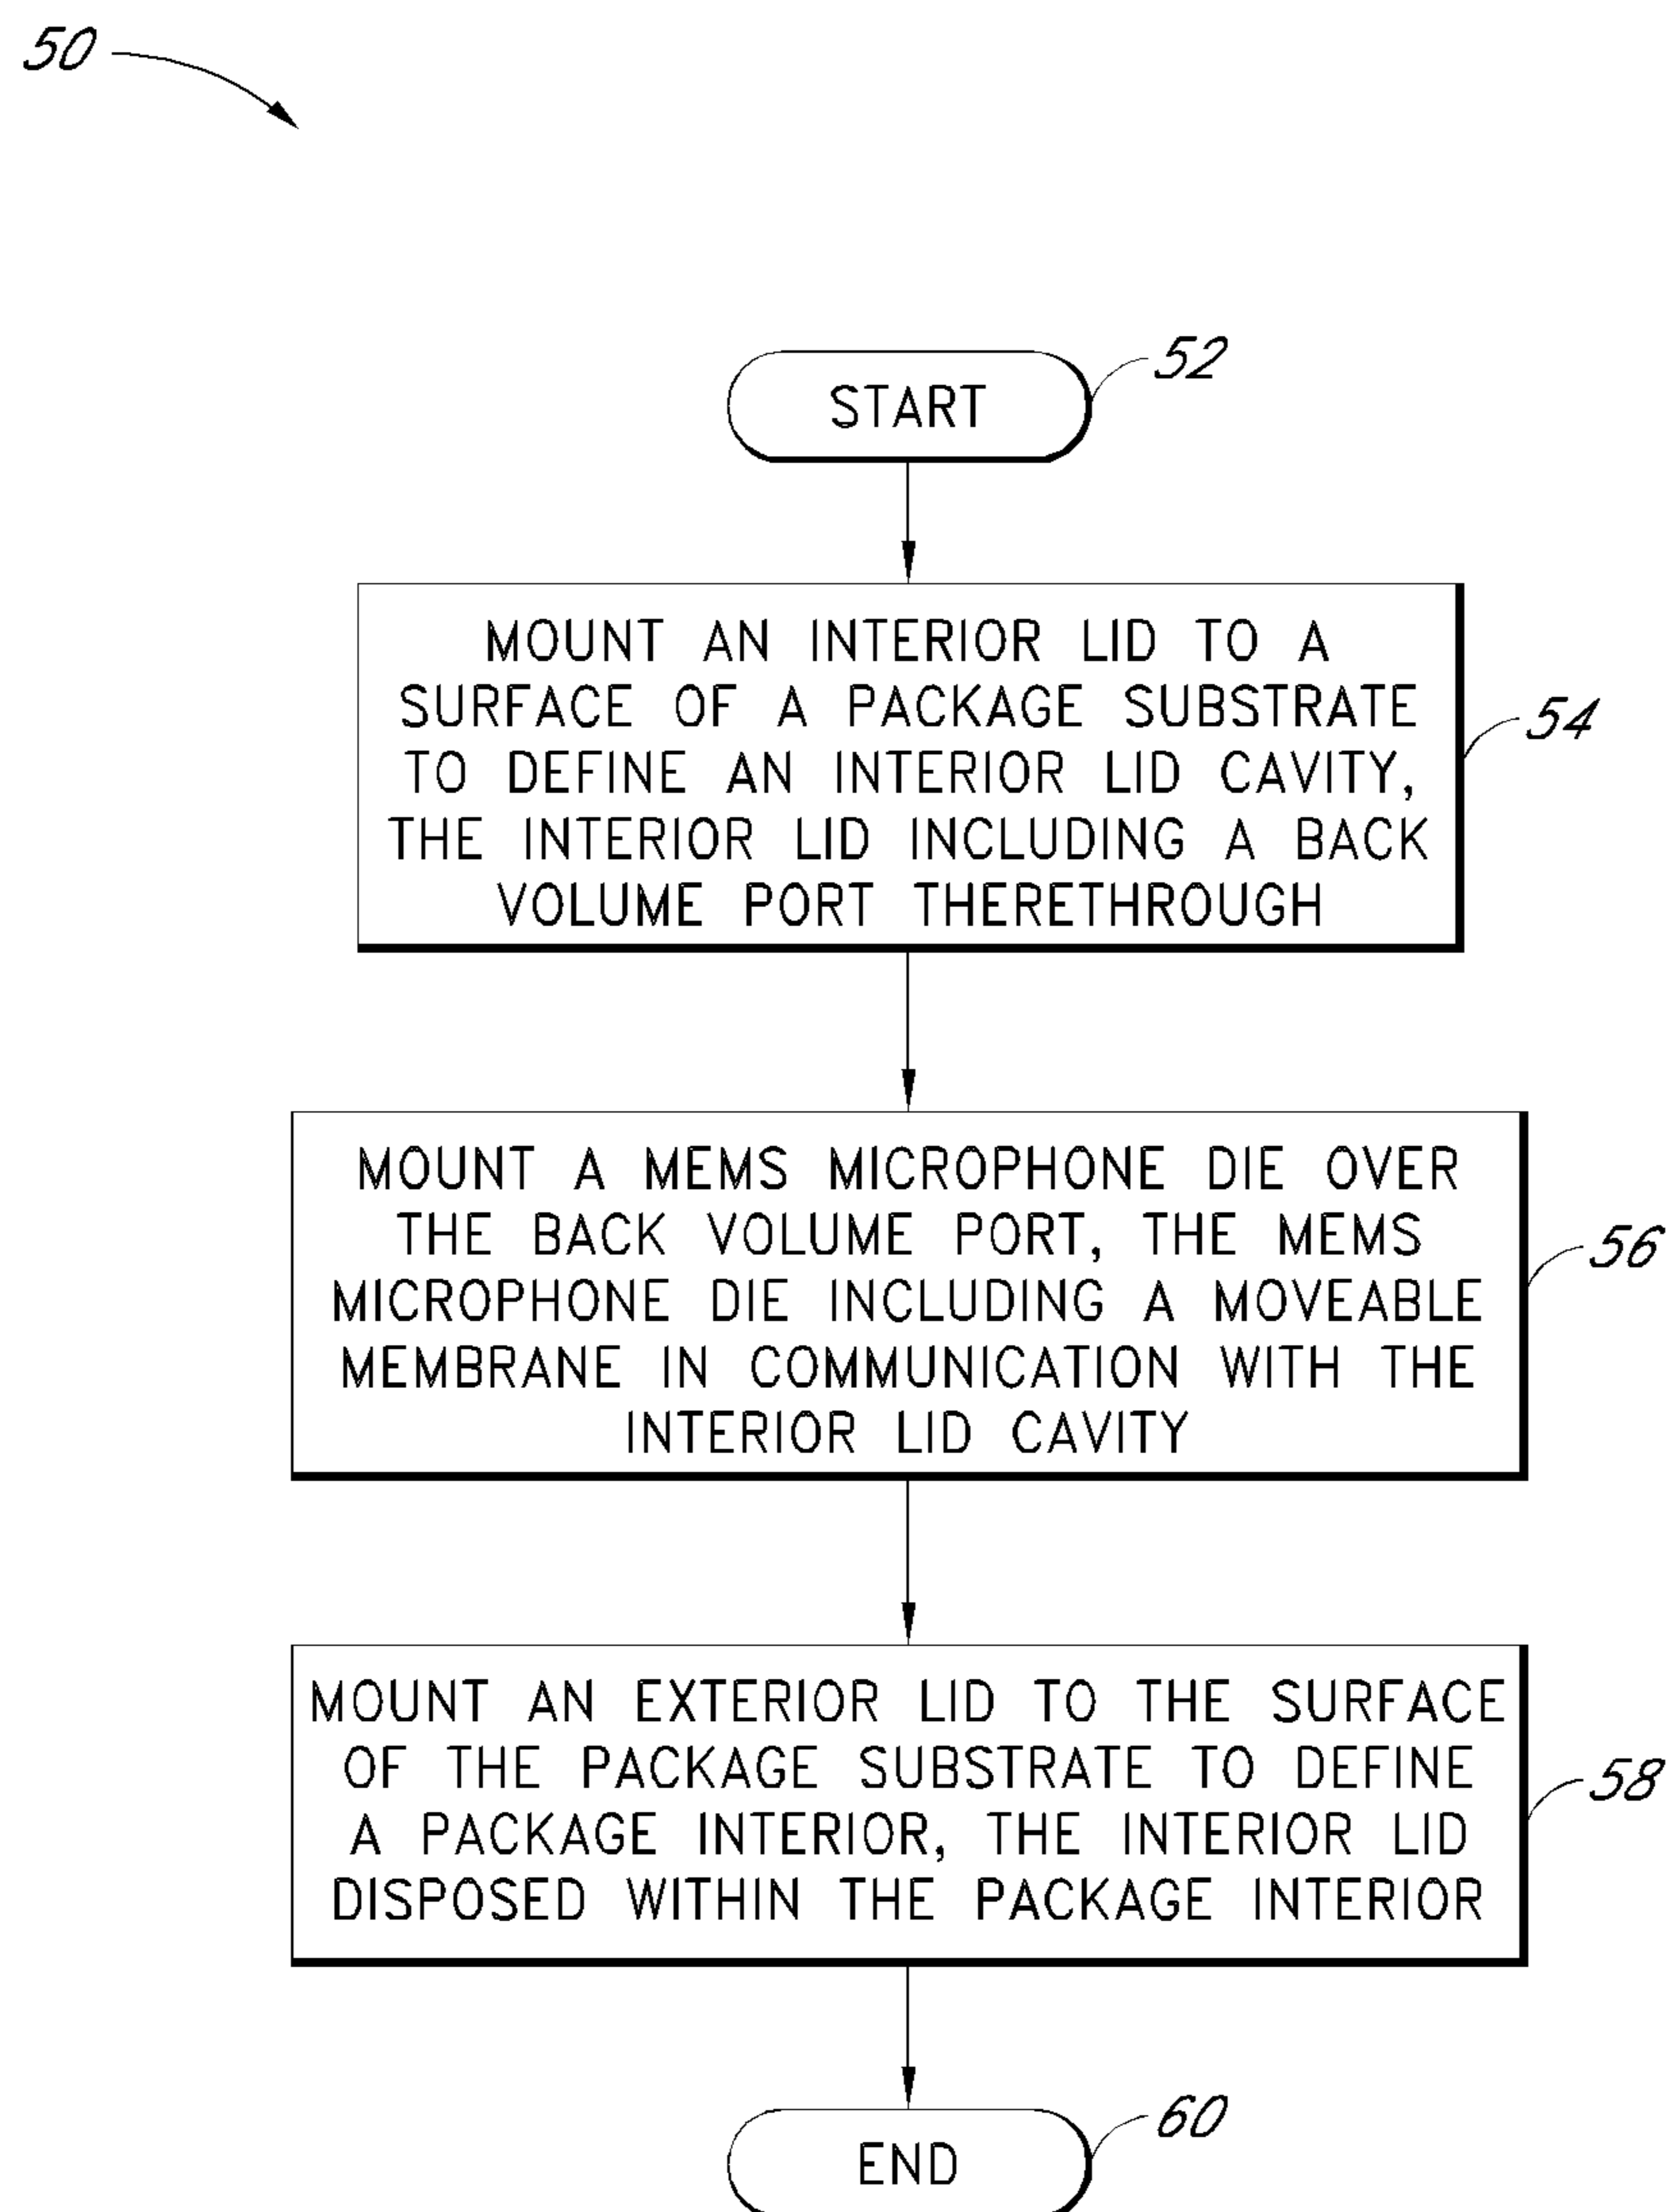 50
START
52
MOUNT AN INTERIOR LID TO A
SURFACE OF A PACKAGE SUBSTRATE
TO DEFINE AN INTERIOR LID CAVITY,
THE INTERIOR LID INCLUDING A BACK
VOLUME PORT THERETHROUGH
54
MOUNT A MEMS MICROPHONE DIE OVER
THE BACK VOLUME PORT, THE MEMS
MICROPHONE DIE INCLUDING A MOVEABLE
MEMBRANE IN COMMUNICATION WITH THE
INTERIOR LID CAVITY
56
MOUNT AN EXTERIOR LID TO THE SURFACE
OF THE PACKAGE SUBSTRATE TO DEFINE
A PACKAGE INTERIOR, THE INTERIOR LID
DISPOSED WITHIN THE PACKAGE INTERIOR
58
END
60